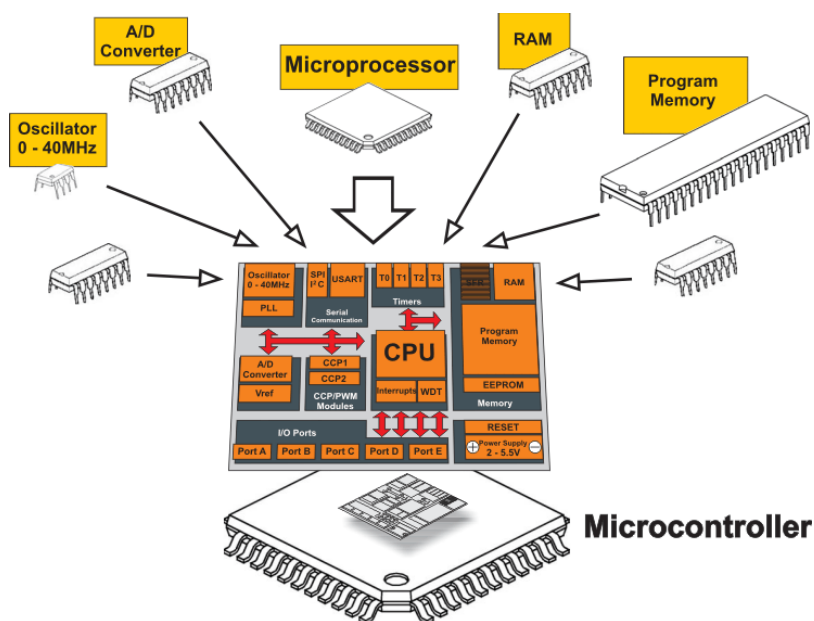 A/D
Converter
Microprocessor
RAM
Program
Memory
Oscillator
0 - 40MHz
Oscillator
0 - 40MHz
PLL
SPI
I²C
USART
Serial
Communication
T0
T1
T2
T3
Timers
SFR
RAM
Program
Memory
EEPROM
Memory
A/D
Converter
Vref
CCP1
CCP2
CCP/PWM
Modules
CPU
Interrupts
WDT
I/O Ports
Port A
Port B
Port C
Port D
Port E
RESET
+
Power Supply
2 - 5.5V
−
Microcontroller